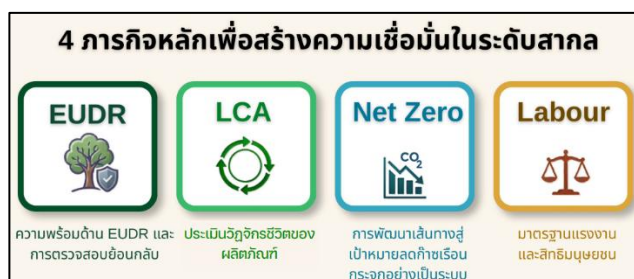 4 ภารกิจหลักเพื่อสร้างความเชื่อมั่นในระดับสากล
EUDR
ความพร้อมด้าน EUDR และ
การตรวจสอบย้อนกลับ
LCA
ประเมินวัฏจักรชีวิตของ
ผลิตภัณฑ์
Net Zero
CO2
การพัฒนาเส้นทางสู่
เป้าหมายลดก๊าซเรือน
กระจกอย่างเป็นระบบ
Labour
มาตรฐานแรงงาน
และสิทธิมนุษยชน